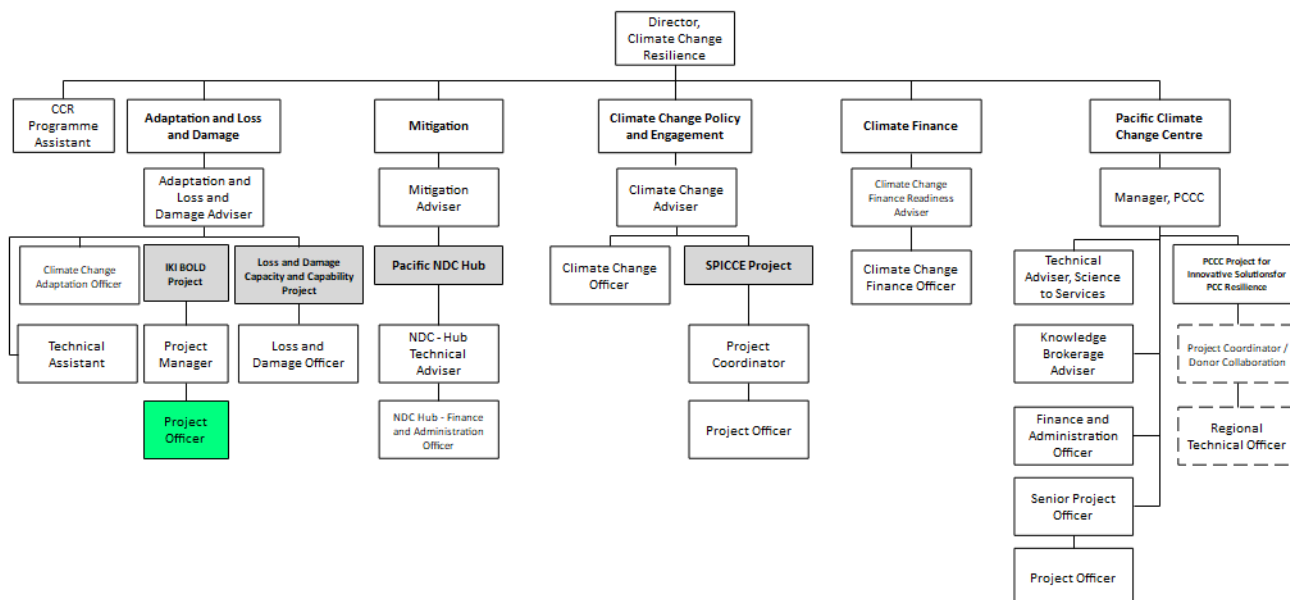 Director,
Climate Change
Resilience
CCR
Programme
Assistant
Adaptation and Loss
and Damage
Mitigation
Climate Change Policy
and Engagement
Climate Finance
Pacific Climate
Change Centre
Adaptation and
Loss and
Damage Adviser
Mitigation
Adviser
Climate Change
Adviser
Climate Change
Finance Readiness
Adviser
Manager, PCCC
Climate Change
Adaptation Officer
IKI BOLD
Project
Loss and Damage
Capacity and Capability
Project
Pacific NDC Hub
Climate Change
Officer
SPICCE Project
Climate Change
Finance Officer
Technical
Adviser, Science
to Services
PCCC Project for
Innovative Solutionsfor
PCC Resilience
Technical
Assistant
Project
Manager
Loss and
Damage Officer
NDC - Hub
Technical
Adviser
Project
Coordinator
Knowledge
Brokerage
Adviser
Project Coordinator /
Donor Collaboration
Project
Officer
NDC Hub - Finance
and Administration
Officer
Project Officer
Finance and
Administration
Officer
Regional
Technical Officer
Senior Project
Officer
Project Officer